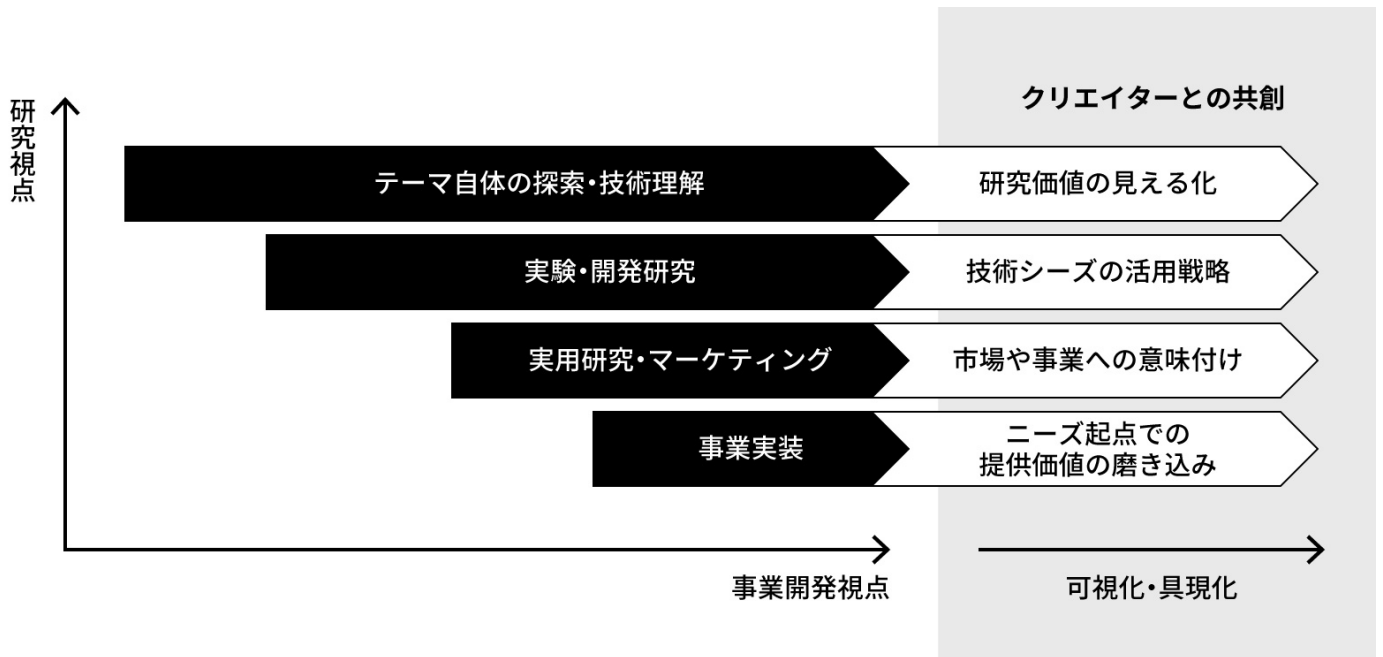 研究視点
クリエイターとの共創
テーマ自体の探索・技術理解
研究価値の見える化
実験・開発研究
技術シーズの活用戦略
実用研究・マーケティング
市場や事業への意味付け
事業実装
ニーズ起点での
提供価値の磨き込み
事業開発視点
可視化・具現化